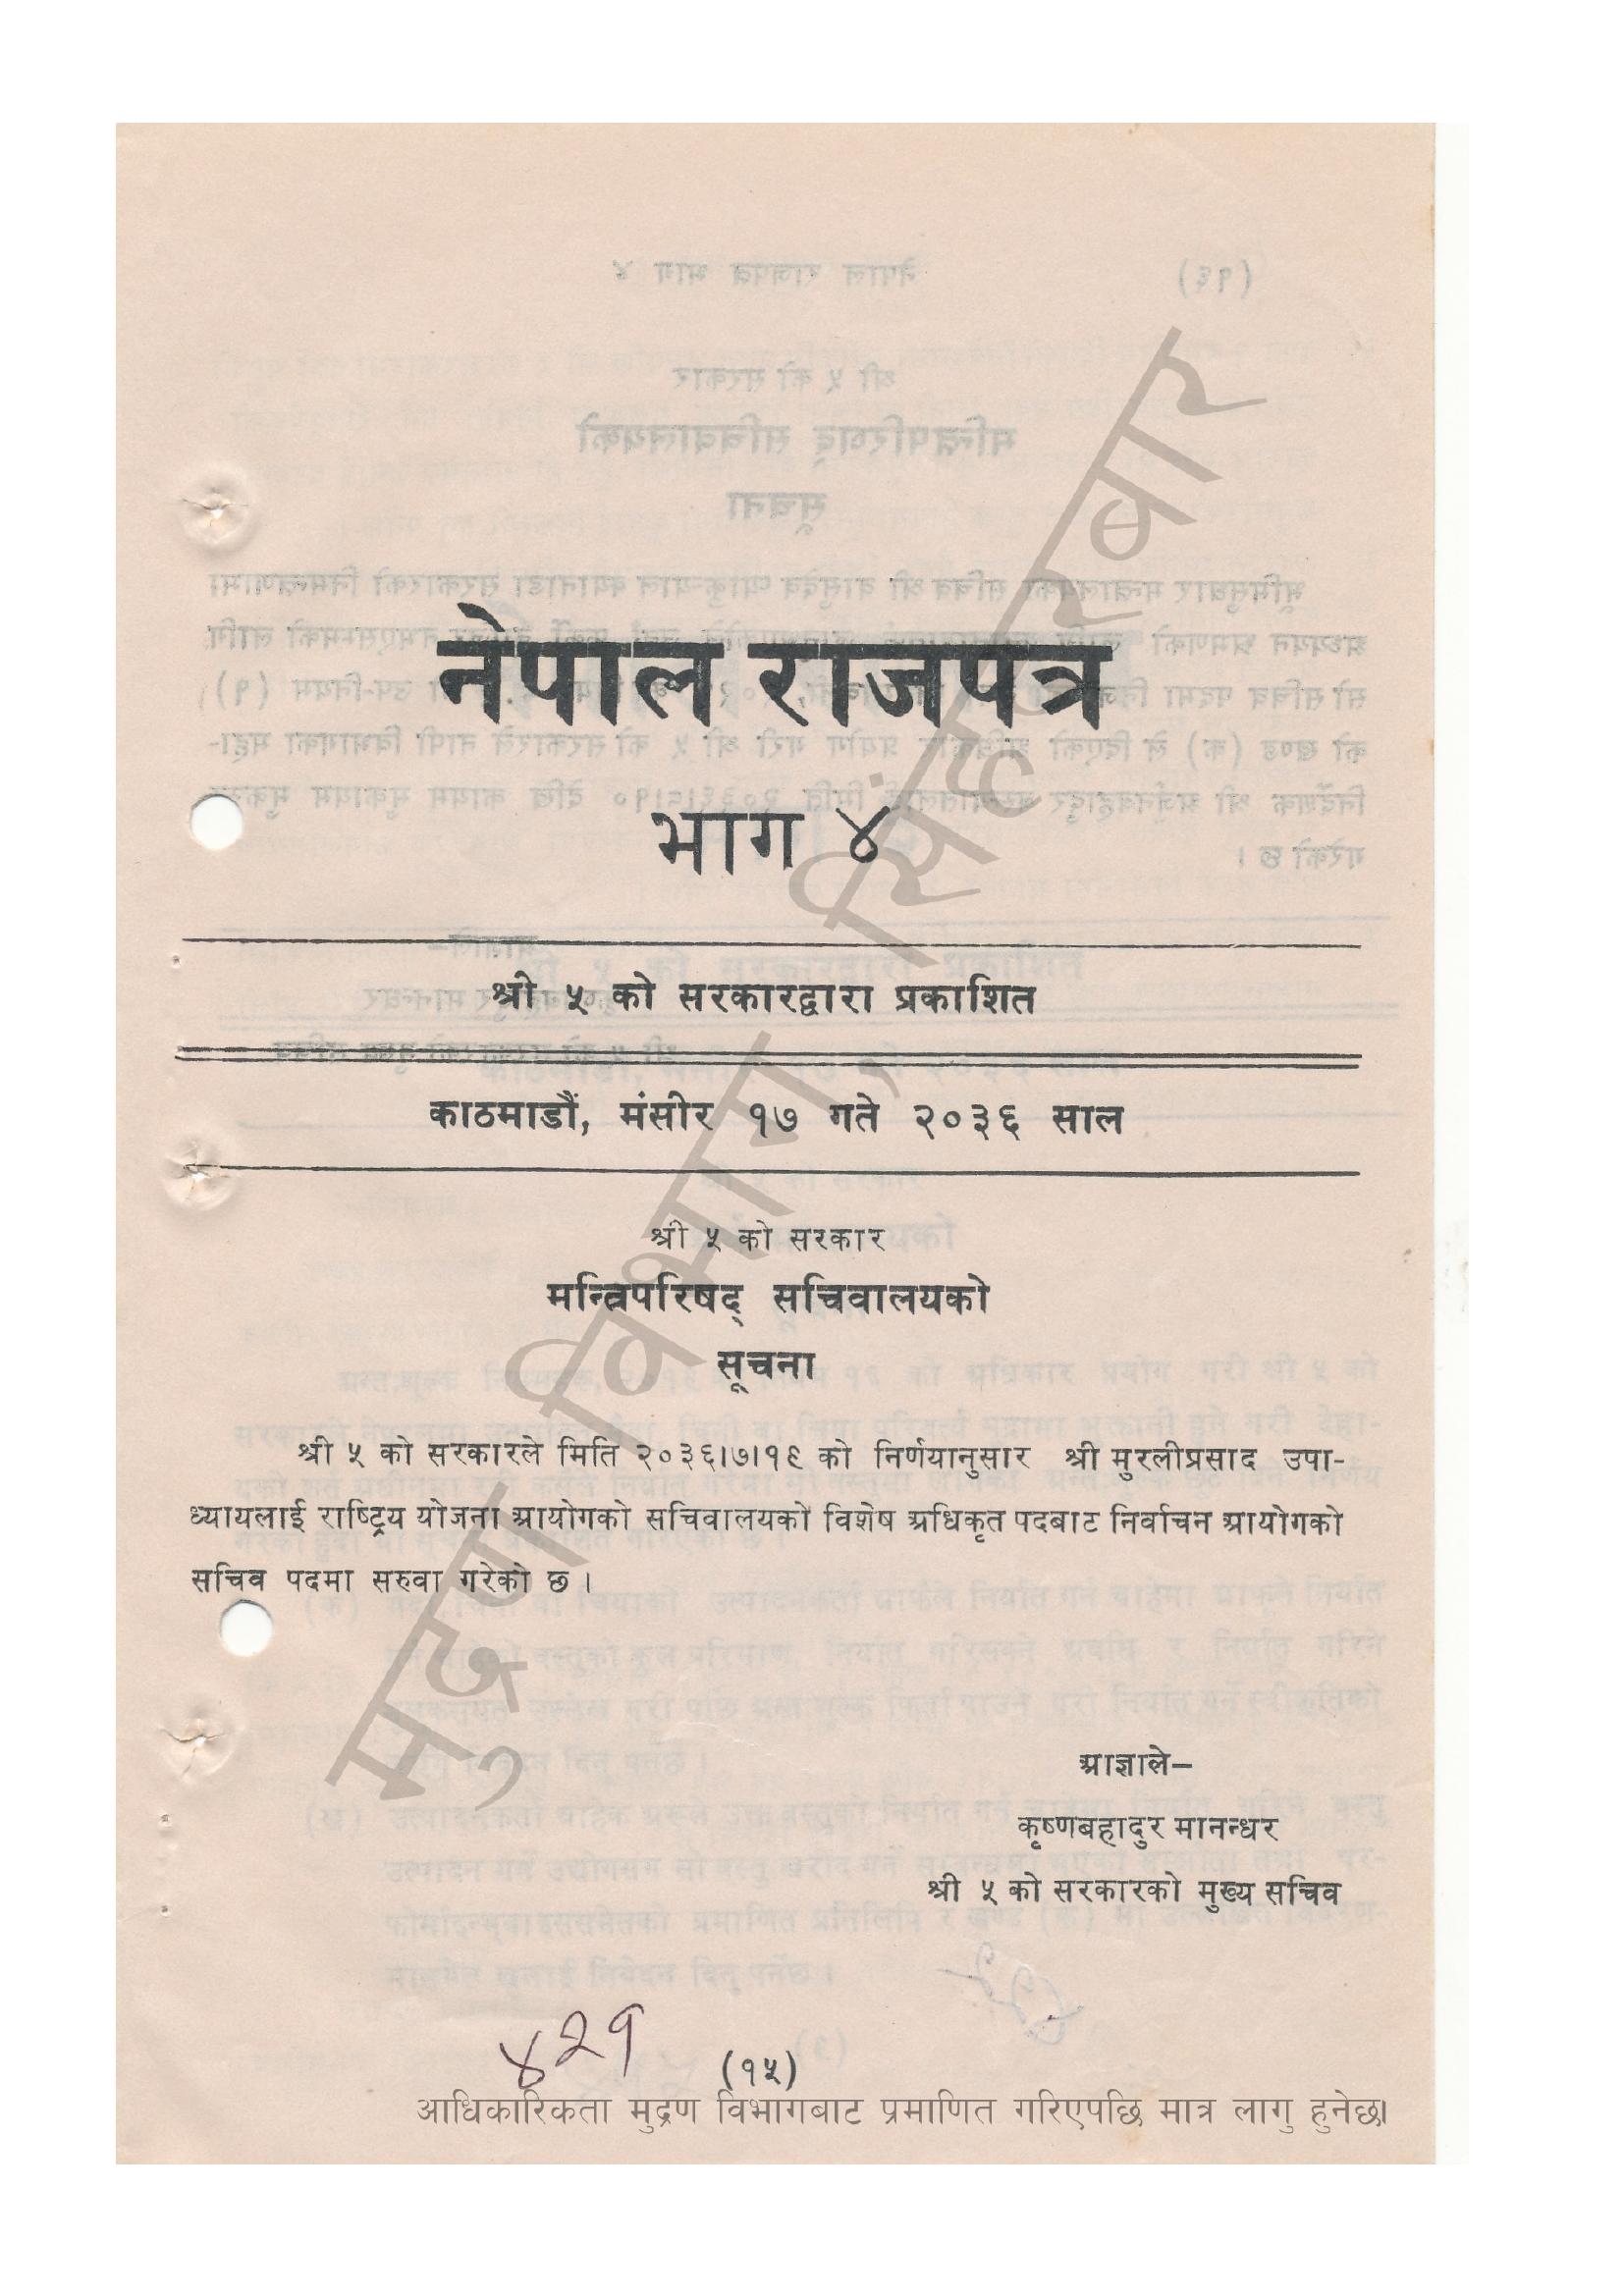 नेपाल राजपत्र
भाग ४
श्री ५ को सरकारद्वारा प्रकाशित
काठमाडौं, मंसीर १७ गते २०३६ साल
श्री ५ को सरकार
मन्त्रिपरिषद् सचिवालयको
सूचना
श्री ५ को सरकारले मिति २०३६।७।१९ को निर्णयानुसार श्री मुरलीप्रसाद उपा-
ध्यायलाई राष्ट्रिय योजना आयोगको सचिवालयको विशेष अधिकृत पदबाट निर्वाचन आयोगको
सचिव पदमा सरुवा गरेको छ ।
आज्ञाले–
कृष्णबहादुर मानन्धर
श्री ५ को सरकारको मुख्य सचिव
४२१
(१५)
आधिकारिकता मुद्रण विभागबाट प्रमाणित गरिएपछि मात्र लागु हुनेछ।
मुद्रण विभाग, सिंहदरबार